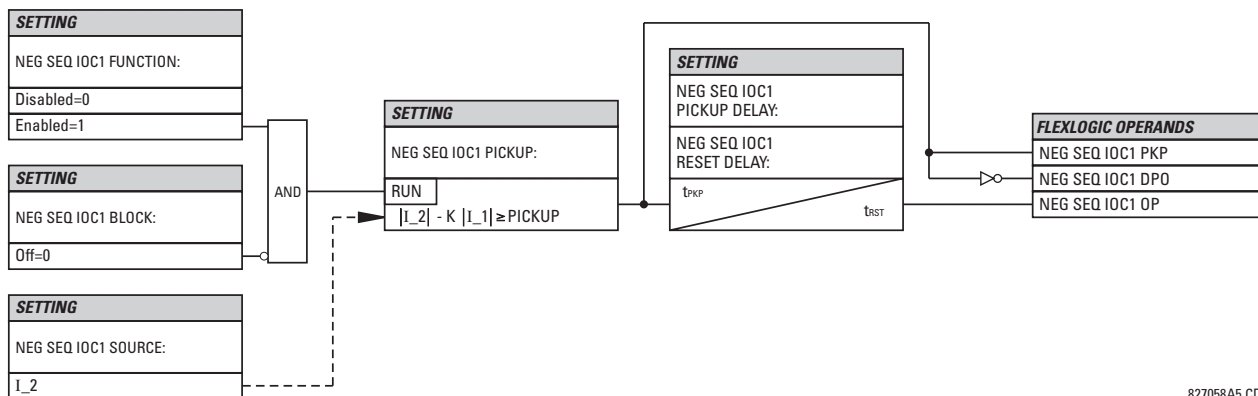 SETTING
NEG SEQ IOC1 FUNCTION:
Disabled=0
Enabled=1
SETTING
NEG SEQ IOC1 BLOCK:
Off=0
SETTING
NEG SEQ IOC1 SOURCE:
I_2
AND
SETTING
NEG SEQ IOC1 PICKUP:
RUN
|I_2| - K |I_1| ≥ PICKUP
SETTING
NEG SEQ IOC1
PICKUP DELAY:
NEG SEQ IOC1
RESET DELAY:
tPKP
tRST
FLEXLOGIC OPERANDS
NEG SEQ IOC1 PKP
NEG SEQ IOC1 DPO
NEG SEQ IOC1 OP